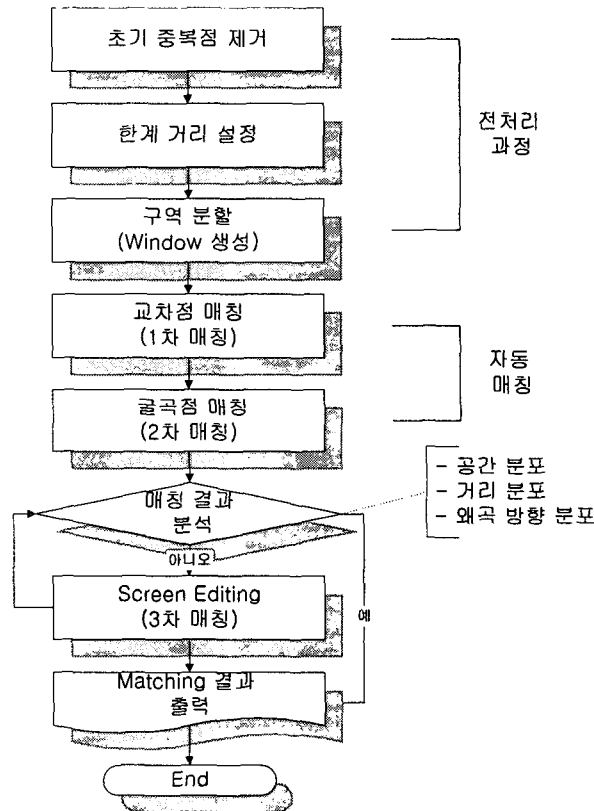 초기 중복점 제거
한계 거리 설정
전처리
과정
구역 분할
(Window 생성)
교차점 매칭
(1차 매칭)
자동
매칭
굴곡점 매칭
(2차 매칭)
- 공간 분포
- 거리 분포
- 왜곡 방향 분포
매칭 결과
분석
아니오
Screen Editing
(3차 매칭)
예
Matching 결과
출력
End